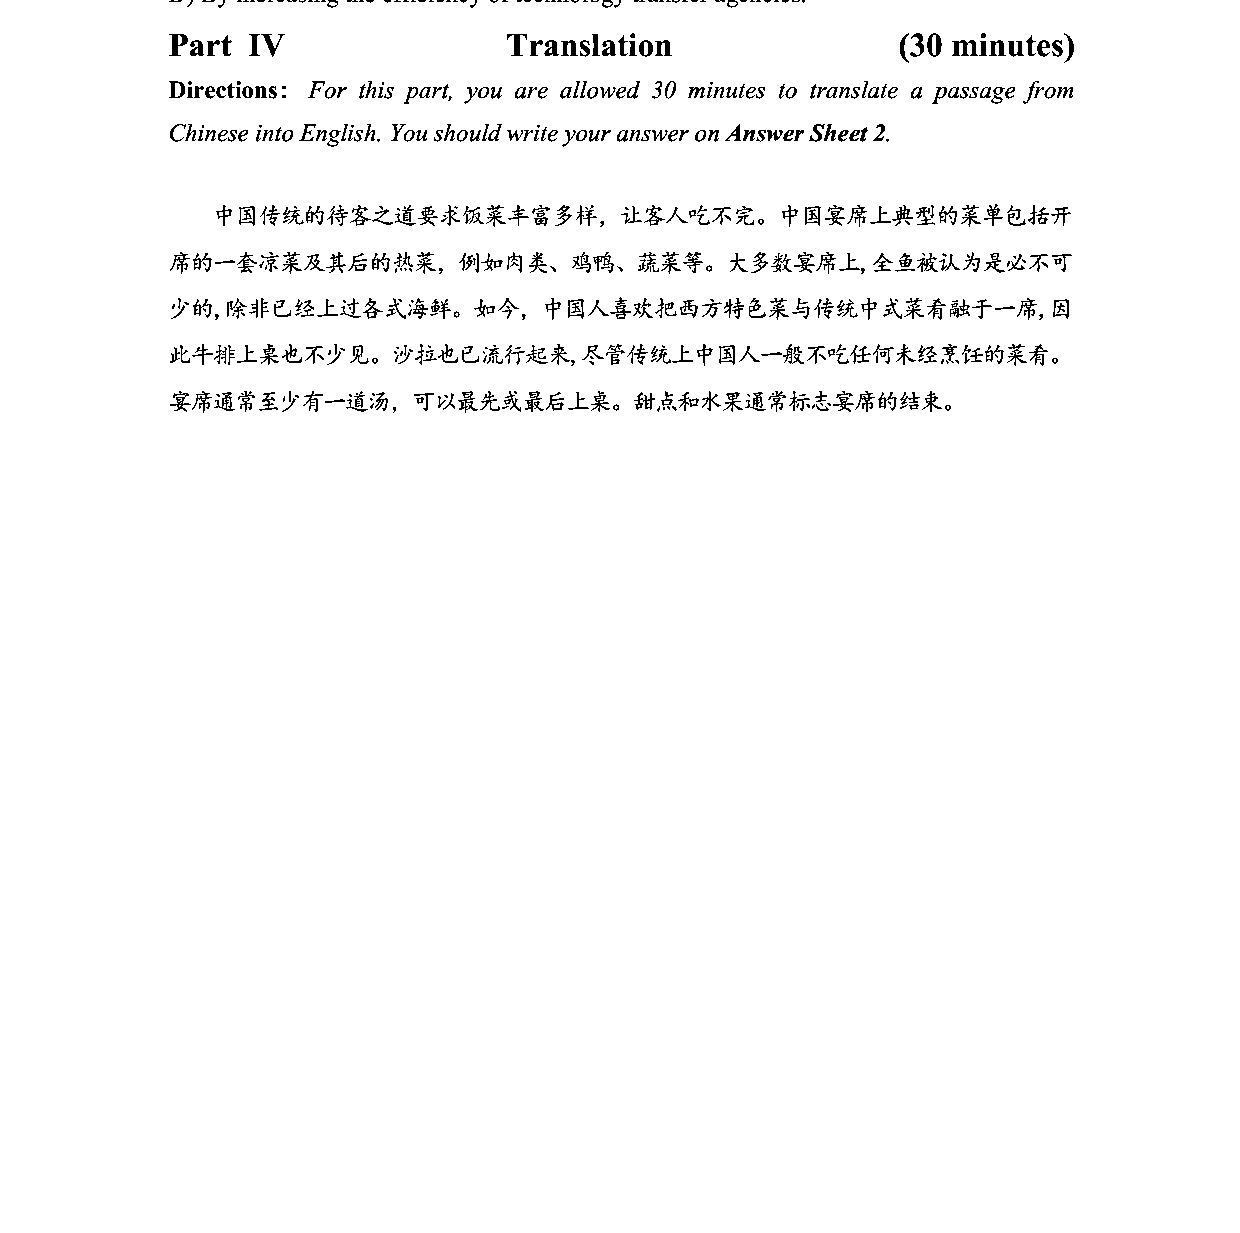 D) By increasing the efficiency of technology transfer agencies.
Part IV Translation (30 minutes)
Directions: For this part, you are allowed 30 minutes to translate a passage from
Chinese into English. You should write your answer on Answer Sheet 2.
中国传统的待客之道要求饭菜丰富多样，让客人吃不完。中国宴席上典型的菜单包括开
席的一套凉菜及其后的热菜，例如肉类、鸡鸭、蔬菜等。大多数宴席上,全鱼被认为是必不可
少的,除非已经上过各式海鲜。如今，中国人喜欢把西方特色菜与传统中式菜肴融于一席,因
此牛排上桌也不少见。沙拉也已流行起来,尽管传统上中国人一般不吃任何未经烹饪的菜肴。
宴席通常至少有一道汤，可以最先或最后上桌。甜点和水果通常标志宴席的结束。